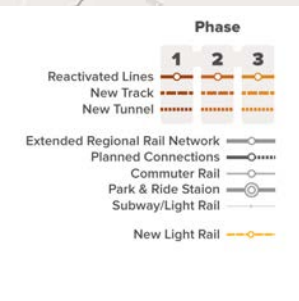 Phase
1 2 3
Reactivated Lines
New Track
New Tunnel
Extended Regional Rail Network
Planned Connections
Commuter Rail
Park & Ride Staion
Subway/Light Rail
New Light Rail